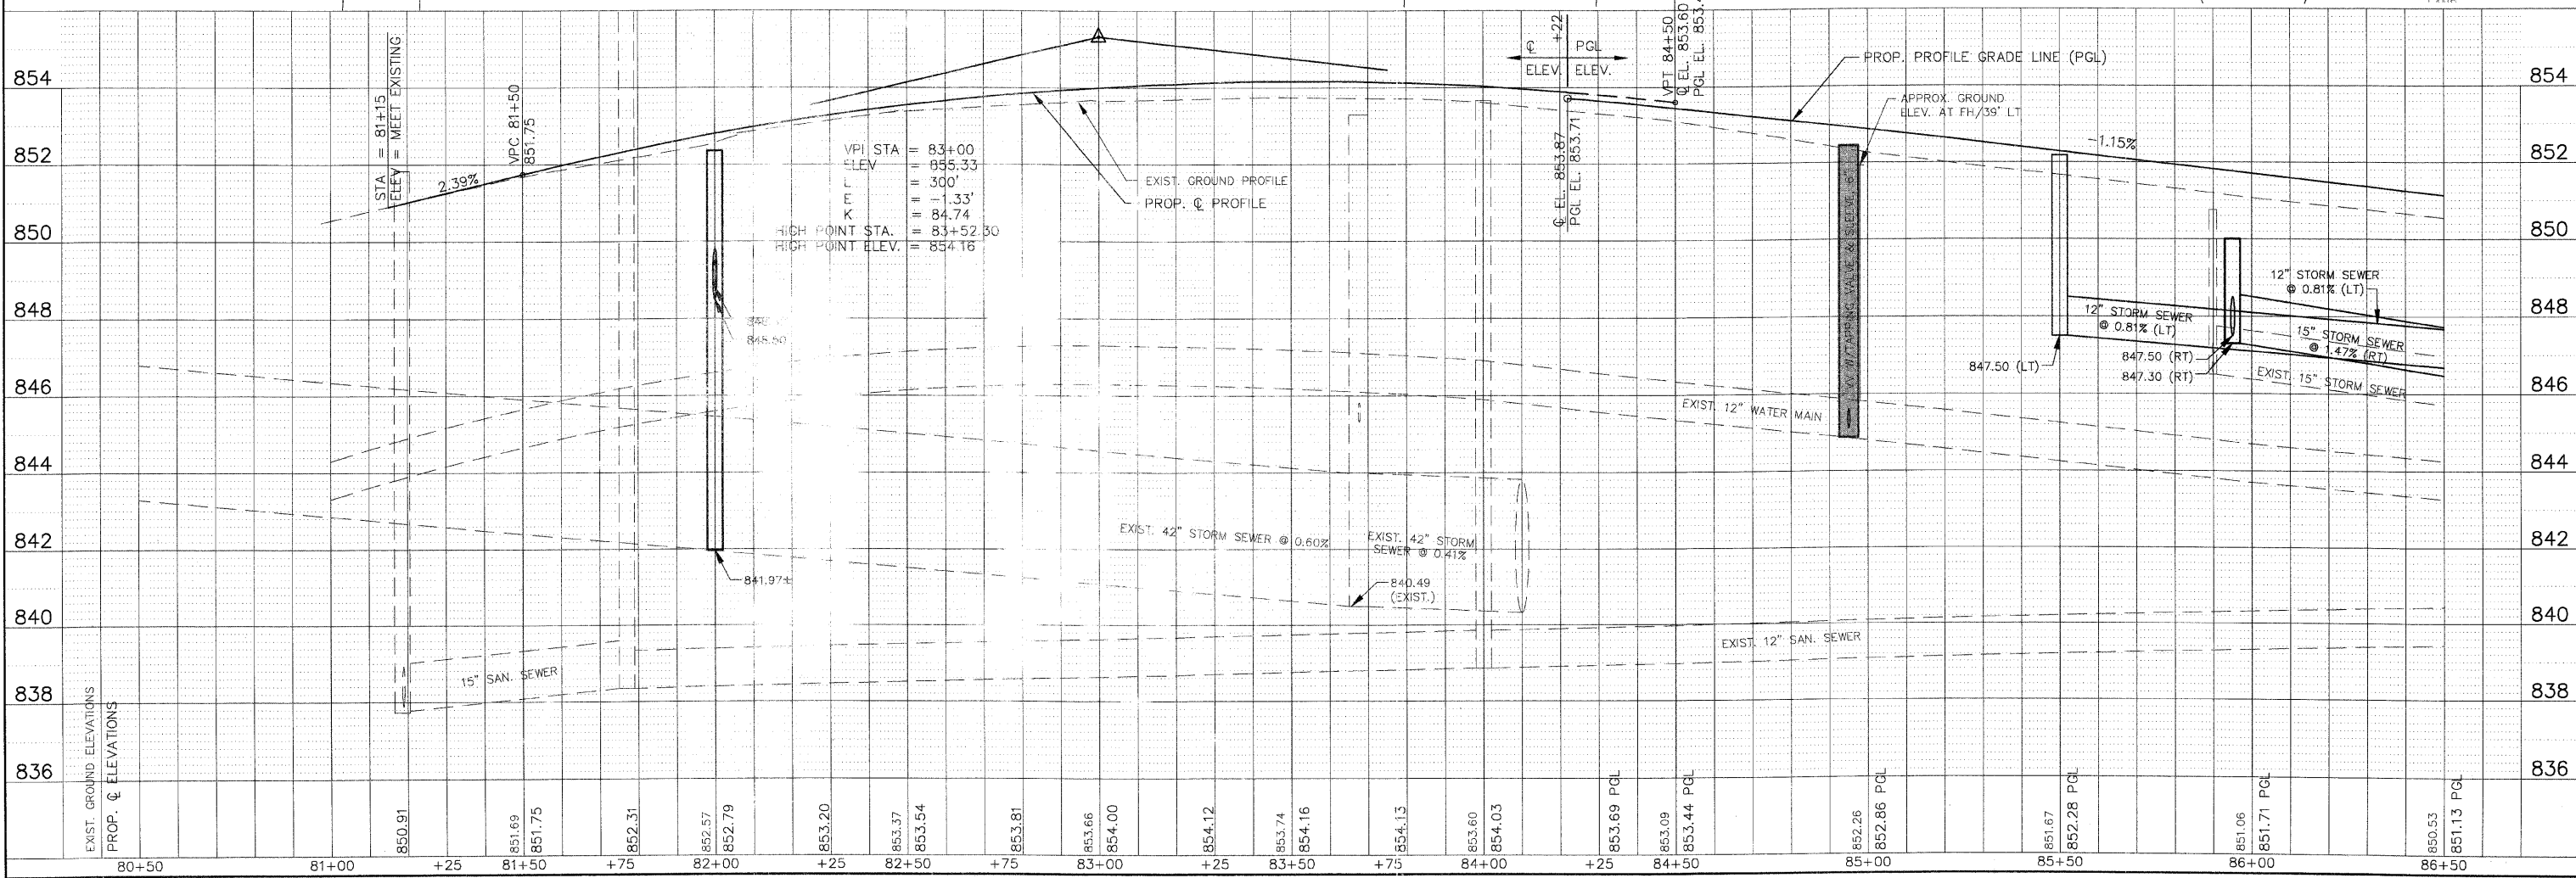 854
852
850
848
846
844
842
840
838
836
854
852
850
848
846
844
842
840
838
836
STA = 81+15
ELEV = MEET EXISTING
2.39%
VPC 81+50
851.75
VPI STA = 83+00
ELEV = 855.33
L = 300'
E = -1.33'
K = 84.74
HIGH POINT STA. = 83+52.30
HIGH POINT ELEV. = 854.16
EXIST. GROUND PROFILE
PROP. ℄ PROFILE
℄ +22 PGL
ELEV. ELEV.
℄ EL. 853.87
PGL EL. 853.71
VPT 84+50
℄ EL. 853.60
PGL EL. 853.4
PROP. PROFILE GRADE LINE (PGL)
APPROX. GROUND
ELEV. AT FH/39' LT
-1.15%
W/TAPPING VALVE & SLEEVE, 6"
848.50
841.97±
EXIST. 42" STORM SEWER @ 0.60%
EXIST. 42" STORM
SEWER @ 0.41%
840.49
(EXIST.)
15" SAN. SEWER
EXIST. 12" SAN. SEWER
EXIST. 12" WATER MAIN
12" STORM SEWER
@ 0.81% (LT)
12" STORM SEWER
@ 0.81% (LT)
15" STORM SEWER
@ 1.47% (RT)
847.50 (LT)
847.50 (RT)
847.30 (RT)
EXIST. 15" STORM SEWER
EXIST. GROUND ELEVATIONS
PROP. ℄ ELEVATIONS
850.91
851.69
851.75
852.31
852.57
852.79
853.20
853.37
853.54
853.81
853.66
854.00
854.12
853.74
854.16
854.13
853.60
854.03
853.69 PGL
853.09
853.44 PGL
852.26
852.86 PGL
851.67
852.28 PGL
851.06
851.71 PGL
850.53
851.13 PGL
80+50 81+00 +25 81+50 +75 82+00 +25 82+50 +75 83+00 +25 83+50 +75 84+00 +25 84+50 85+00 85+50 86+00 86+50